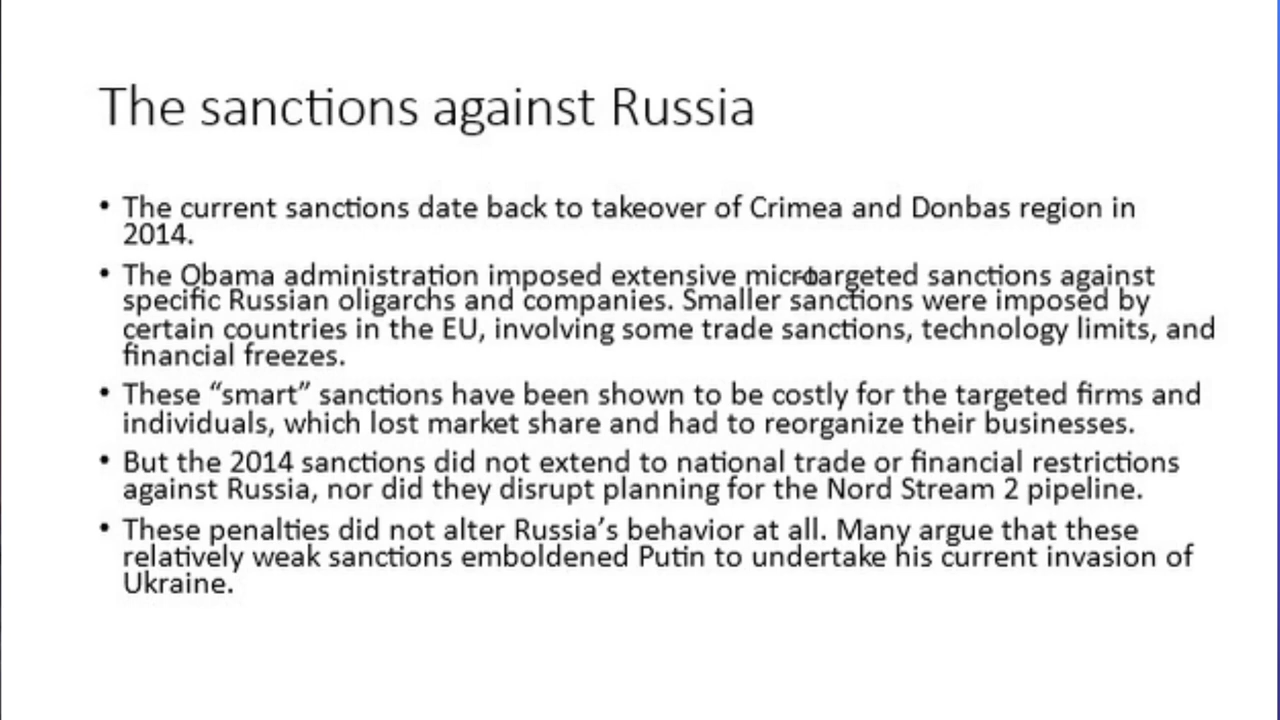 The sanctions against Russia
• The current sanctions date back to takeover of Crimea and Donbas region in
2014.
• The Obama administration imposed extensive micro-targeted sanctions against
specific Russian oligarchs and companies. Smaller sanctions were imposed by
certain countries in the EU, involving some trade sanctions, technology limits, and
financial freezes.
• These “smart” sanctions have been shown to be costly for the targeted firms and
individuals, which lost market share and had to reorganize their businesses.
• But the 2014 sanctions did not extend to national trade or financial restrictions
against Russia, nor did they disrupt planning for the Nord Stream 2 pipeline.
• These penalties did not alter Russia’s behavior at all. Many argue that these
relatively weak sanctions emboldened Putin to undertake his current invasion of
Ukraine.